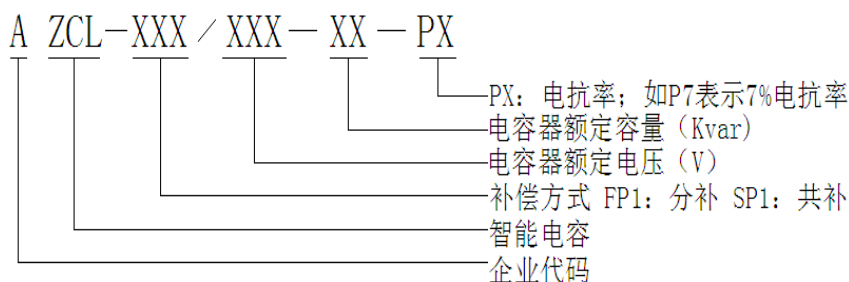 A ZCL-XXX/XXX-XX-PX
PX：电抗率；如P7表示7%电抗率
电容器额定容量（Kvar)
电容器额定电压（V）
补偿方式 FP1：分补 SP1：共补
智能电容
企业代码